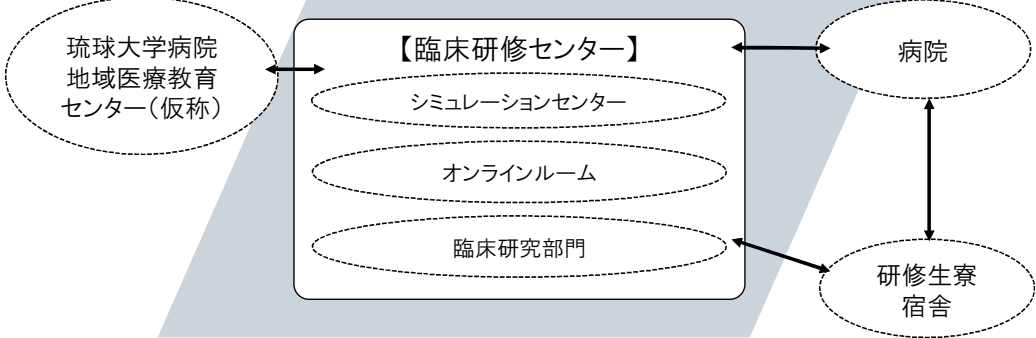 琉球大学病院
地域医療教育
センター（仮称）
【臨床研修センター】
シミュレーションセンター
オンラインルーム
臨床研究部門
病院
研修生寮
宿舎